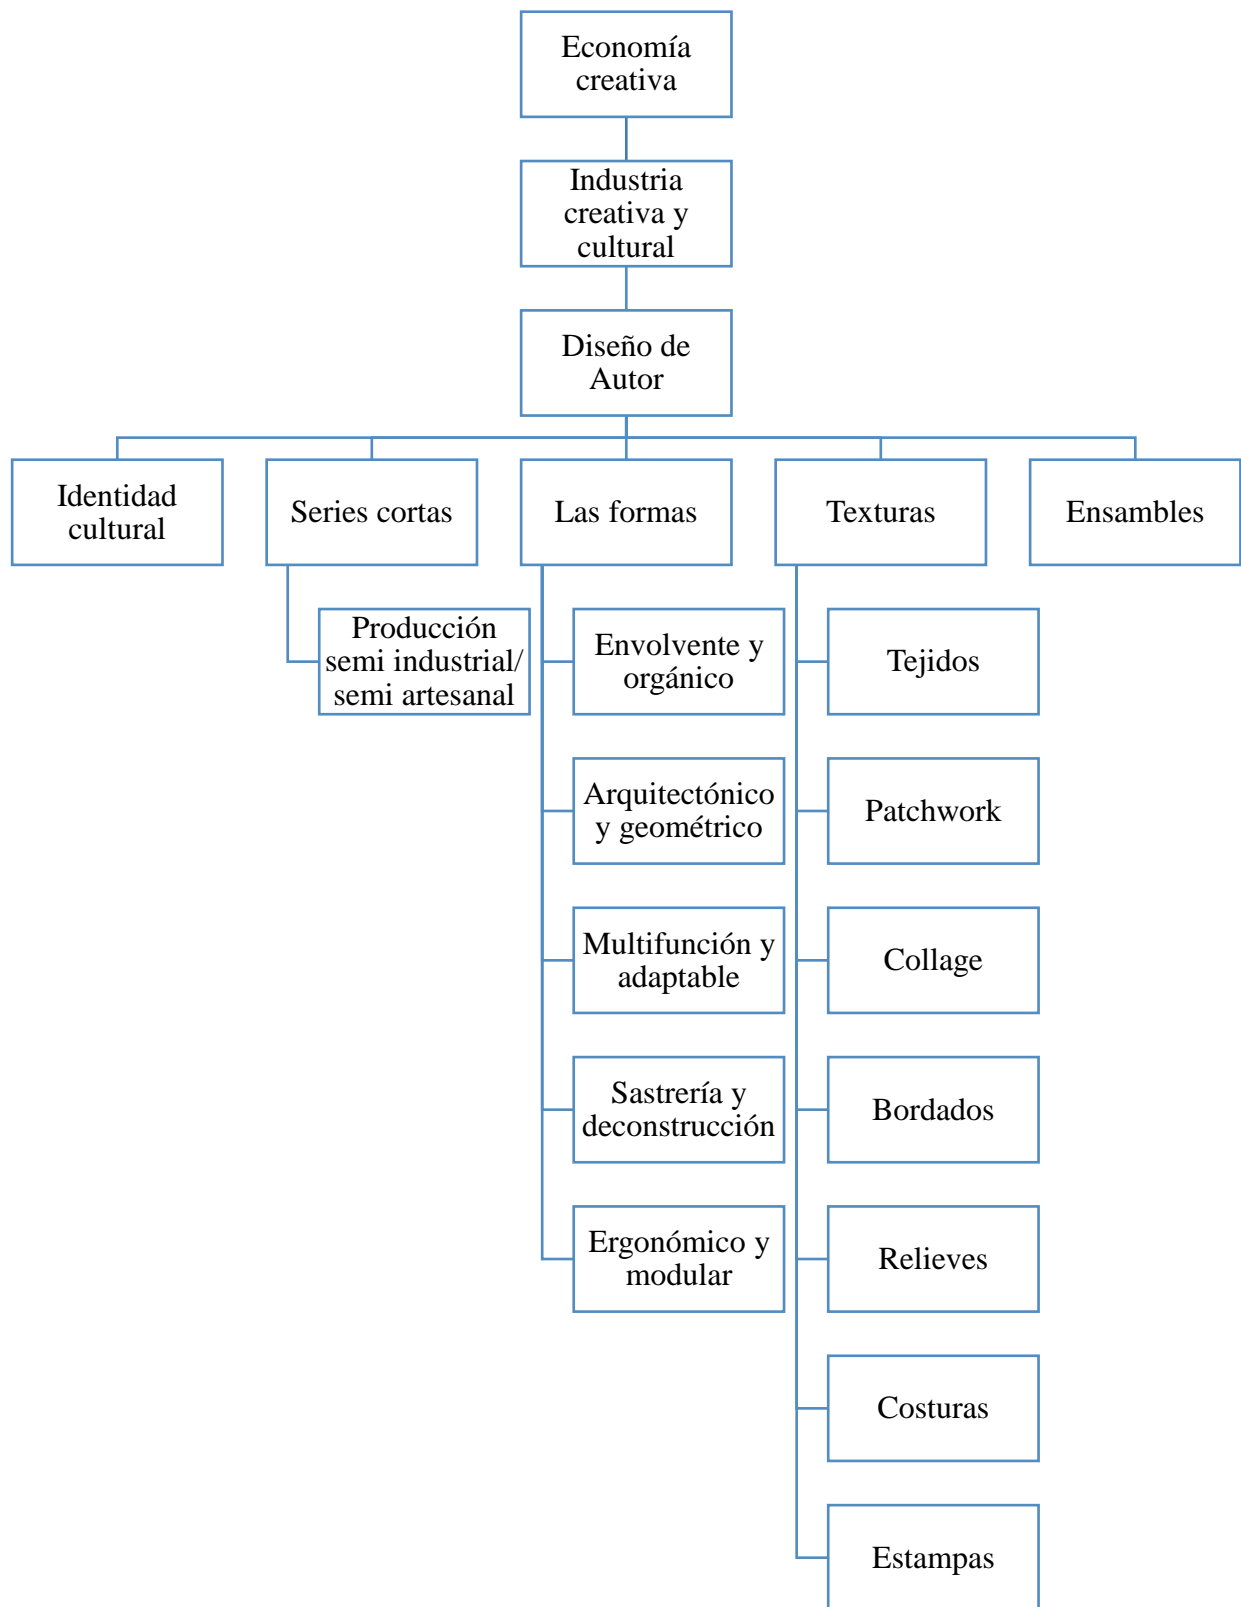 Economía
creativa
Industria
creativa y
cultural
Diseño de
Autor
Identidad
cultural
Series cortas
Las formas
Texturas
Ensambles
Producción
semi industrial/
semi artesanal
Envolvente y
orgánico
Arquitectónico
y geométrico
Multifunción y
adaptable
Sastrería y
deconstrucción
Ergonómico y
modular
Tejidos
Patchwork
Collage
Bordados
Relieves
Costuras
Estampas